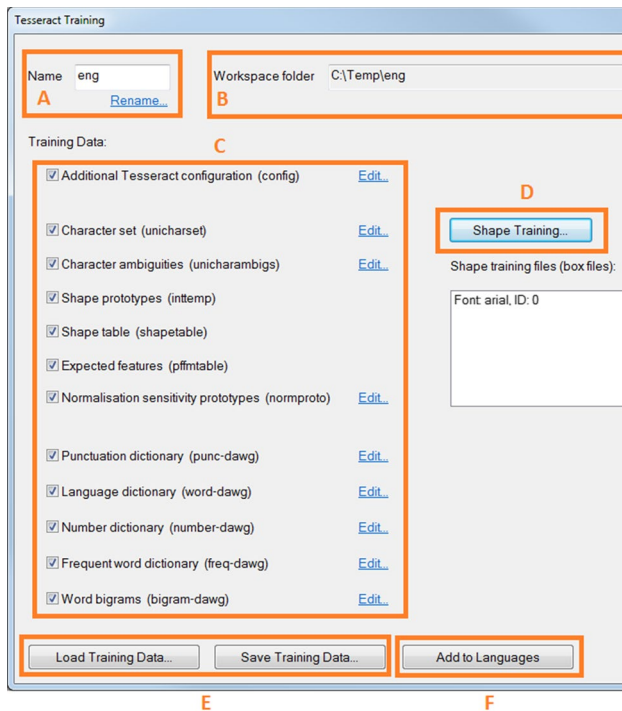 Tesseract Training
Name eng Workspace folder C:\Temp\eng
A Rename... B
Training Data: C
Additional Tesseract configuration (config) Edit...
D
Character set (unicharset) Edit... Shape Training...
Character ambiguities (unicharambigs) Edit... Shape training files (box files):
Shape prototypes (inttemp) Font: arial, ID: 0
Shape table (shapetable)
Expected features (pffmtable)
Normalisation sensitivity prototypes (normproto) Edit...
Punctuation dictionary (punc-dawg) Edit...
Language dictionary (word-dawg) Edit...
Number dictionary (number-dawg) Edit...
Frequent word dictionary (freq-dawg) Edit...
Word bigrams (bigram-dawg) Edit...
Load Training Data... Save Training Data... Add to Languages
E F